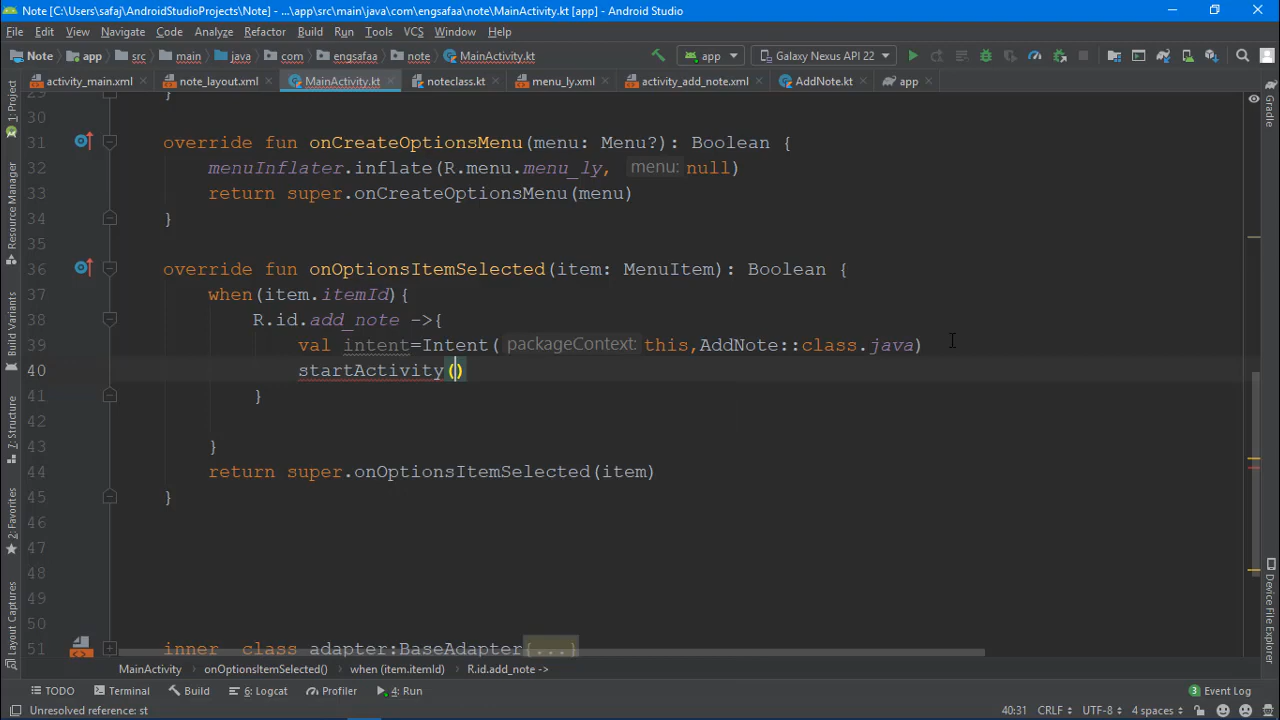 Note [C:\Users\safaj\AndroidStudioProjects\Note] - ...\app\src\main\java\com\engsafaa\note\MainActivity.kt [app] - Android Studio
File Edit View Navigate Code Analyze Refactor Build Run Tools VCS Window Help
Note app src main java com engsafaa note MainActivity.kt app Galaxy Nexus API 22
activity_main.xml note_layout.xml MainActivity.kt noteclass.kt menu_ly.xml activity_add_note.xml AddNote.kt app
1: Project
Resource Manager
Build Variants
7: Structure
2: Favorites
Layout Captures
Gradle
Device File Explorer
29 }
30
31 override fun onCreateOptionsMenu(menu: Menu?): Boolean {
32 menuInflater.inflate(R.menu.menu_ly, menu: null)
33 return super.onCreateOptionsMenu(menu)
34 }
35
36 override fun onOptionsItemSelected(item: MenuItem): Boolean {
37 when(item.itemId){
38 R.id.add_note ->{
39 val intent=Intent( packageContext: this,AddNote::class.java)
40 startActivity()
41 }
42
43 }
44 return super.onOptionsItemSelected(item)
45 }
46
47
48
49
50
51 inner class adapter:BaseAdapter{...}
MainActivity onOptionsItemSelected() when (item.itemId) R.id.add_note ->
TODO Terminal Build 6: Logcat Profiler 4: Run 3 Event Log
Unresolved reference: st 40:31 CRLF UTF-8 4 spaces